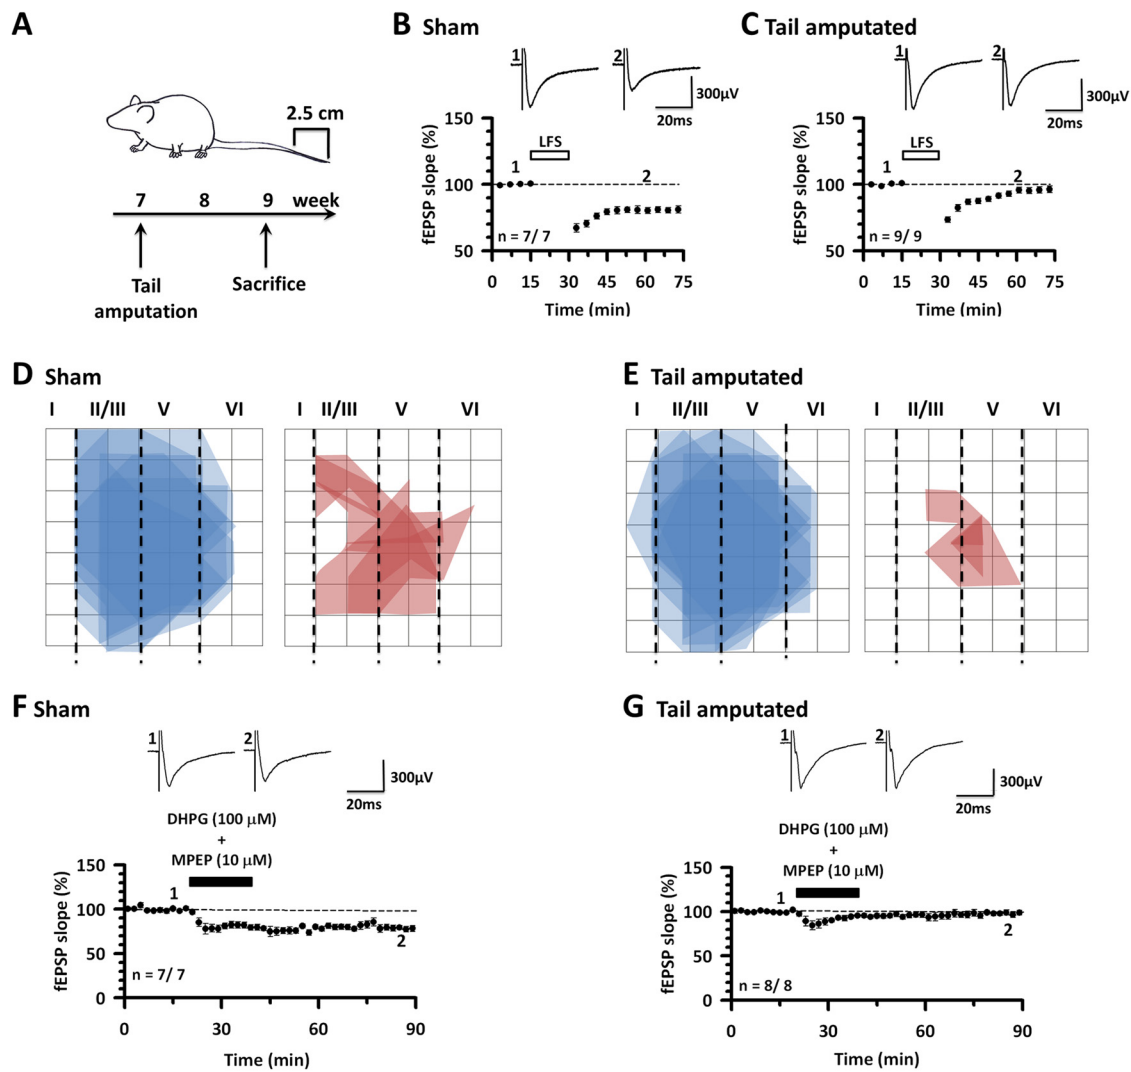 A
2.5 cm
7 8 9 week
Tail
amputation
Sacrifice
B Sham
1 2
300µV
20ms
fEPSP slope (%)
150
100
50
LFS
1
2
n = 7/ 7
0 15 30 45 60 75
Time (min)
C Tail amputated
1 2
300µV
20ms
fEPSP slope (%)
150
100
50
LFS
1
2
n = 9/ 9
0 15 30 45 60 75
Time (min)
D Sham
I II/III V VI
I II/III V VI
E Tail amputated
I II/III V VI
I II/III V VI
F Sham
1 2
300µV
20ms
DHPG (100 µM)
+
MPEP (10 µM)
fEPSP slope (%)
150
100
50
0
1
2
n = 7/ 7
0 30 60 90
Time (min)
G Tail amputated
1 2
300µV
20ms
DHPG (100 µM)
+
MPEP (10 µM)
fEPSP slope (%)
150
100
50
0
1
2
n = 8/ 8
0 30 60 90
Time (min)